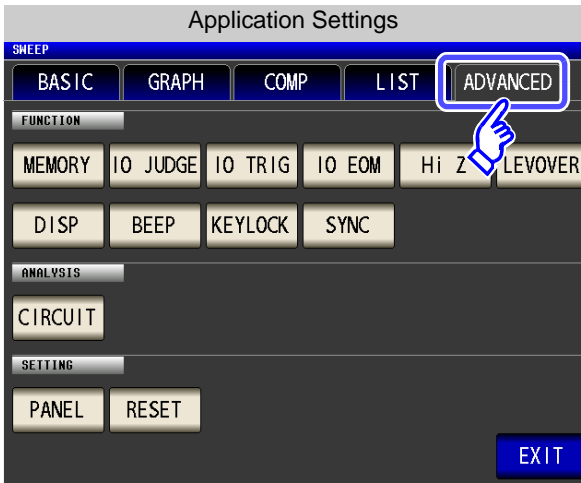 Application Settings
SWEEP
BASIC GRAPH COMP LIST ADVANCED
FUNCTION
MEMORY IO JUDGE IO TRIG IO EOM Hi Z LEVOVER
DISP BEEP KEYLOCK SYNC
ANALYSIS
CIRCUIT
SETTING
PANEL RESET
EXIT